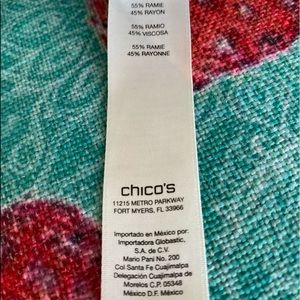 55% RAMIE
45% RAYON
55% RAMIO
45% VISCOSA
55% RAMIE
45% RAYONNE
chico's
11215 METRO PARKWAY
FORT MYERS, FL 33966
Importado en México por:
Importadora Globastic,
S.A. de C.V.
Mario Pani No. 200
Col Santa Fe Cuajimalpa
Delegación Cuajimalpa de
Morelos C.P. 05348
México D.F. México